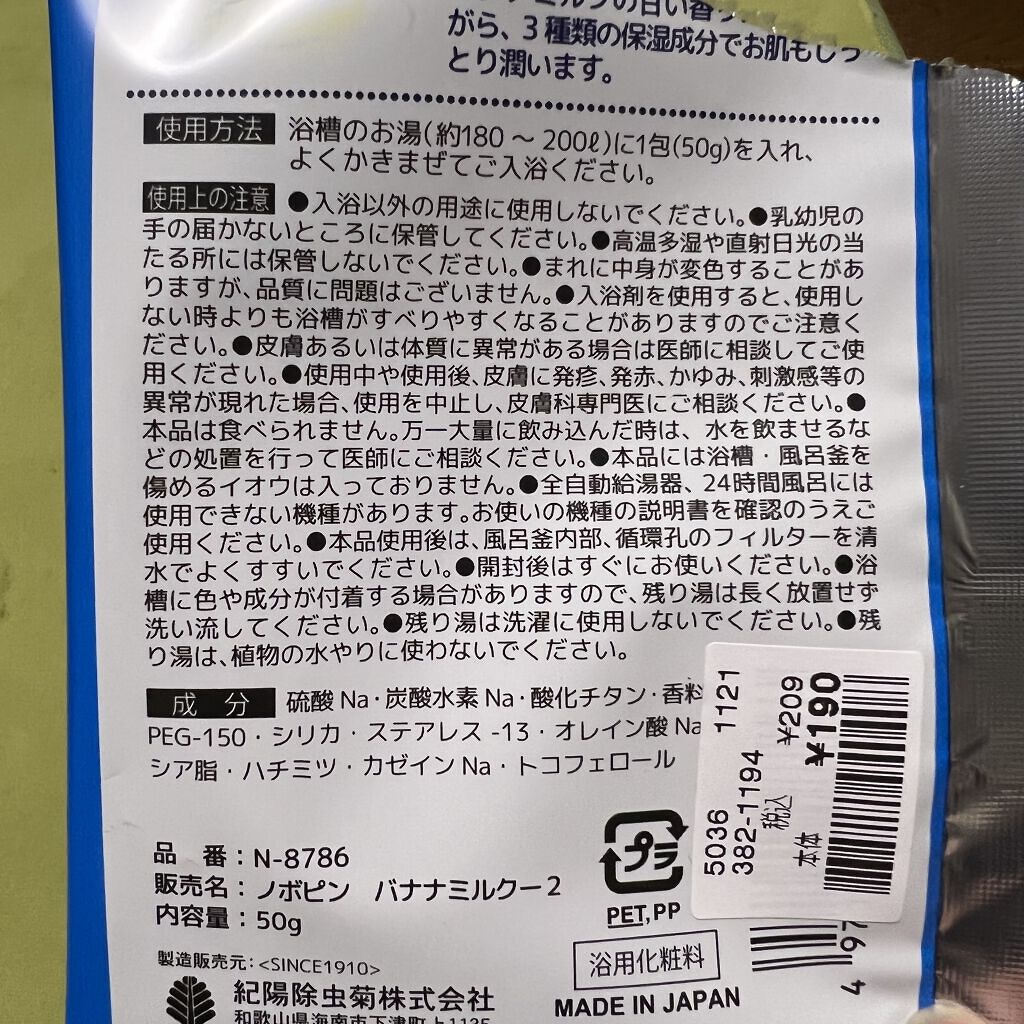 ミルクの甘い香り
がら、3種類の保湿成分でお肌もしっ
とり潤います。
使用方法 浴槽のお湯(約180 ～ 200ℓ)に1包(50g)を入れ、
よくかきまぜてご入浴ください。
使用上の注意 ●入浴以外の用途に使用しないでください。●乳幼児の
手の届かないところに保管してください。●高温多湿や直射日光の当
たる所には保管しないでください。●まれに中身が変色することがあ
りますが、品質に問題はございません。●入浴剤を使用すると、使用し
ない時よりも浴槽がすべりやすくなることがありますのでご注意く
ださい。●皮膚あるいは体質に異常がある場合は医師に相談してご使
用ください。●使用中や使用後、皮膚に発疹、発赤、かゆみ、刺激感等の
異常が現れた場合、使用を中止し、皮膚科専門医にご相談ください。●
本品は食べられません。万一大量に飲み込んだ時は、水を飲ませるな
どの処置を行って医師にご相談ください。●本品には浴槽・風呂釜を
傷めるイオウは入っておりません。●全自動給湯器、24時間風呂には
使用できない機種があります。お使いの機種の説明書を確認のうえご
使用ください。●本品使用後は、風呂釜内部、循環孔のフィルターを清
水でよくすすいでください。●開封後はすぐにお使いください。●浴
槽に色や成分が付着する場合がありますので、残り湯は長く放置せず
洗い流してください。●残り湯は洗濯に使用しないでください。●残
り湯は、植物の水やりに使わないでください。
成 分 硫酸 Na・炭酸水素 Na・酸化チタン・香料
PEG-150・シリカ・ステアレス -13・オレイン酸 Na
シア脂・ハチミツ・カゼイン Na・トコフェロール
5036 1121
382-1194
税込 ¥209
本体 ¥190
プラ
PET,PP
品 番：N-8786
販売名：ノボピン バナナミルクー2
内容量：50g
浴用化粧料
MADE IN JAPAN
4 97
製造販売元：<SINCE1910>
紀陽除虫菊株式会社
和歌山県海南市下津町上1135